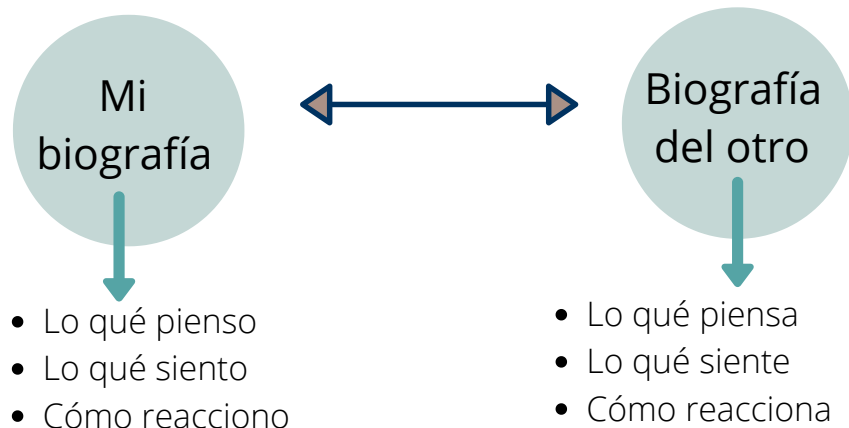 Mi
biografía
Biografía
del otro
• Lo qué pienso
• Lo qué siento
• Cómo reacciono
• Lo qué piensa
• Lo qué siente
• Cómo reacciona